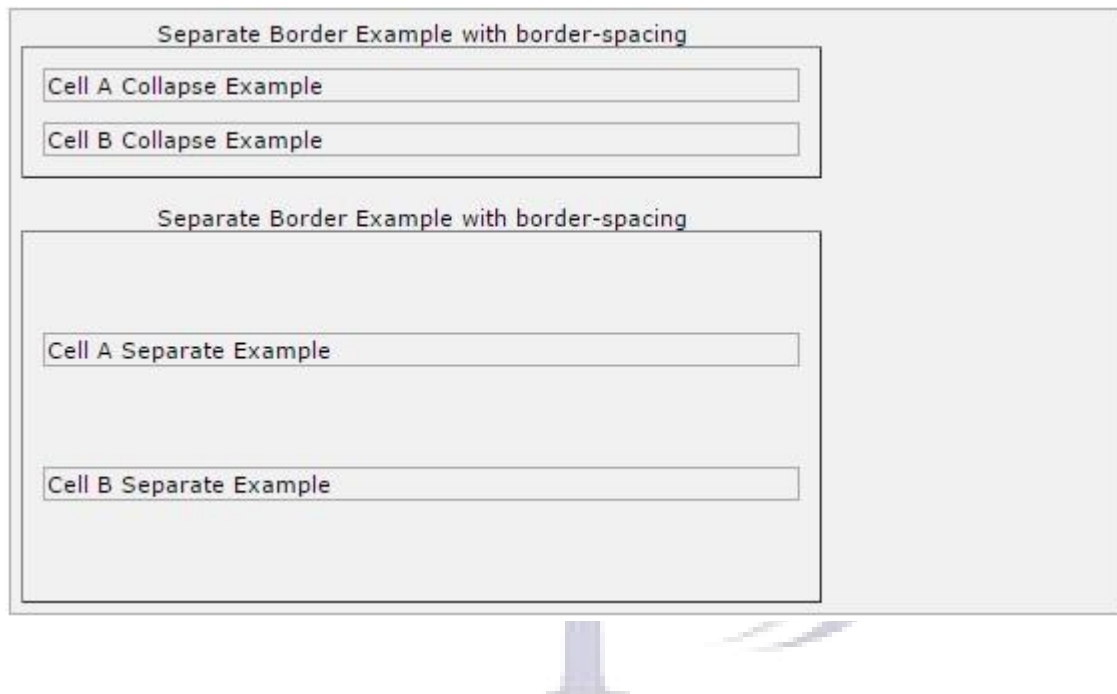 Separate Border Example with border-spacing
Cell A Collapse Example
Cell B Collapse Example
Separate Border Example with border-spacing
Cell A Separate Example
Cell B Separate Example